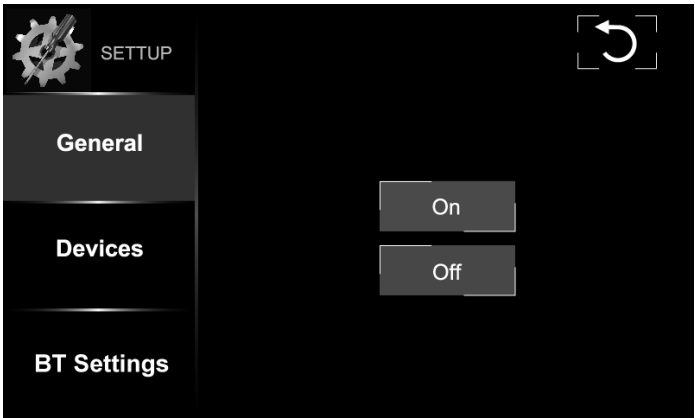 SETTUP
General
Devices
BT Settings
On
Off